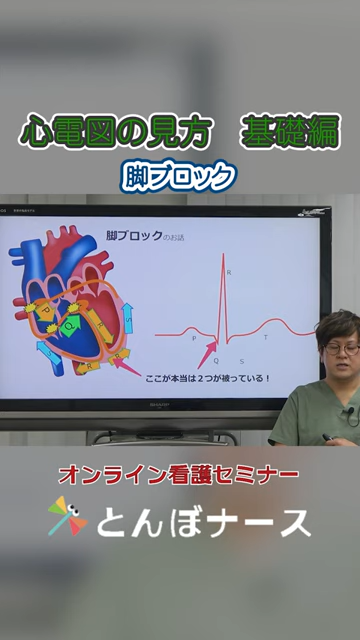 心電図の見方 基礎編
脚ブロック
脚ブロックのお話
R
P
Q
S
T
P
Q
R
S
R
R
ここが本当は２つが被っている！
SHARP
オンライン看護セミナー
とんぼナース